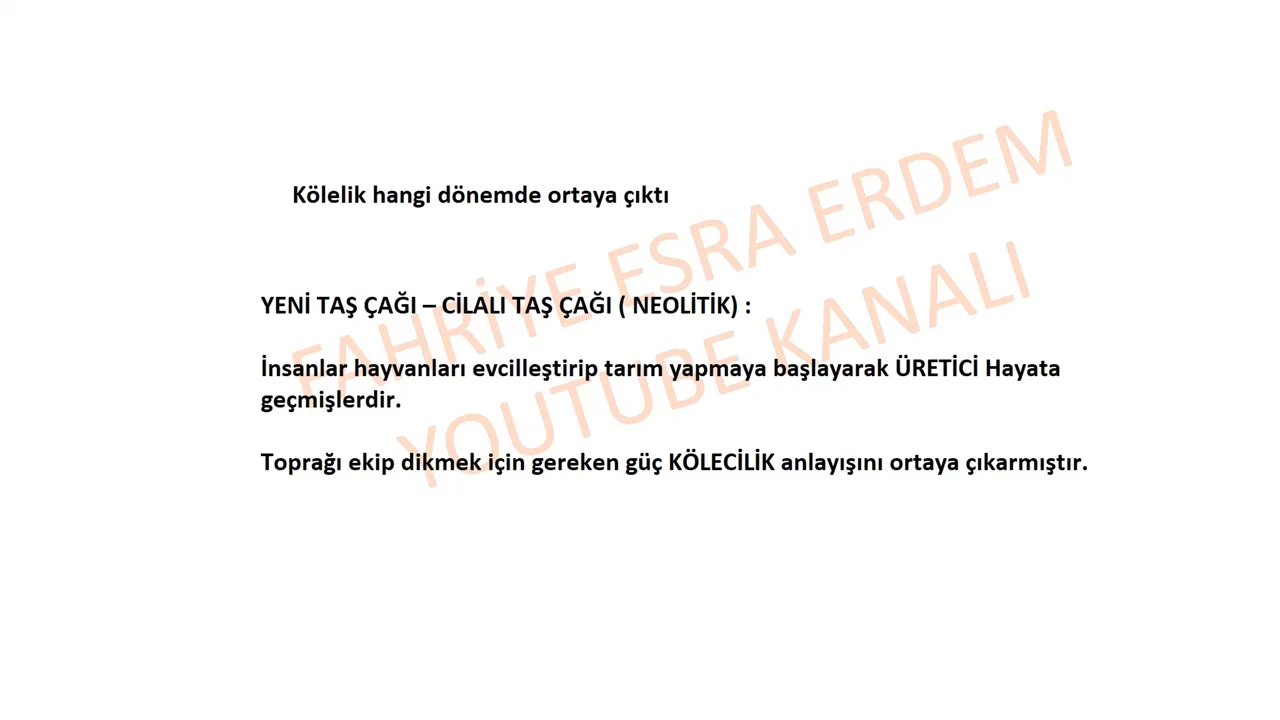 Kölelik hangi dönemde ortaya çıktı
YENİ TAŞ ÇAĞI – CİLALI TAŞ ÇAĞI ( NEOLİTİK) :
İnsanlar hayvanları evcilleştirip tarım yapmaya başlayarak ÜRETİCİ Hayata
geçmişlerdir.
Toprağı ekip dikmek için gereken güç KÖLECİLİK anlayışını ortaya çıkarmıştır.
FAHRİYE ESRA ERDEM
YOUTUBE KANALI